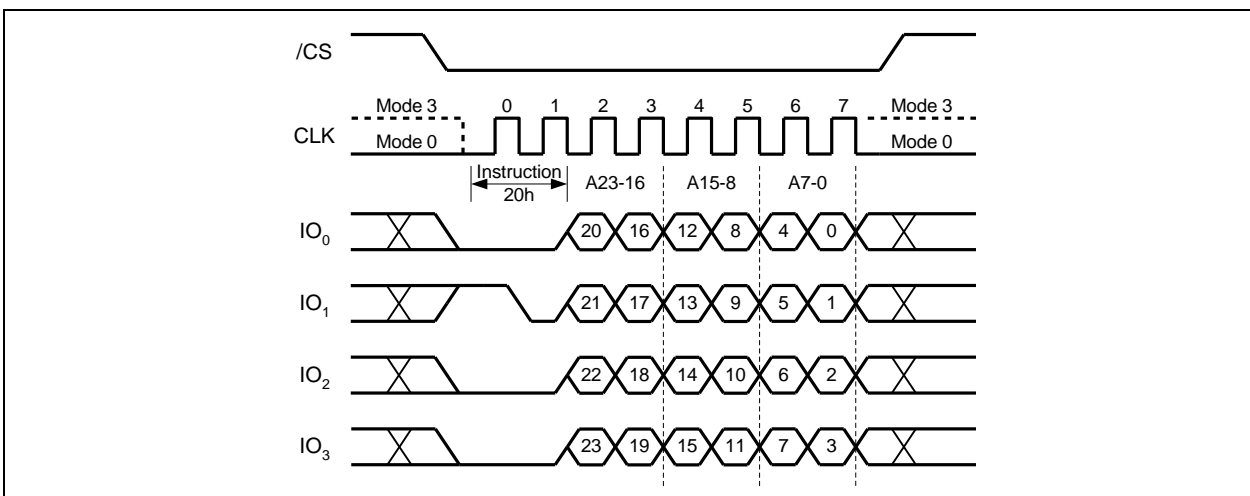 /CS
Mode 3 0 1 2 3 4 5 6 7 Mode 3
CLK
Mode 0 Mode 0
Instruction
20h
A23-16 A15-8 A7-0
IO0 20 16 12 8 4 0
IO1 21 17 13 9 5 1
IO2 22 18 14 10 6 2
IO3 23 19 15 11 7 3